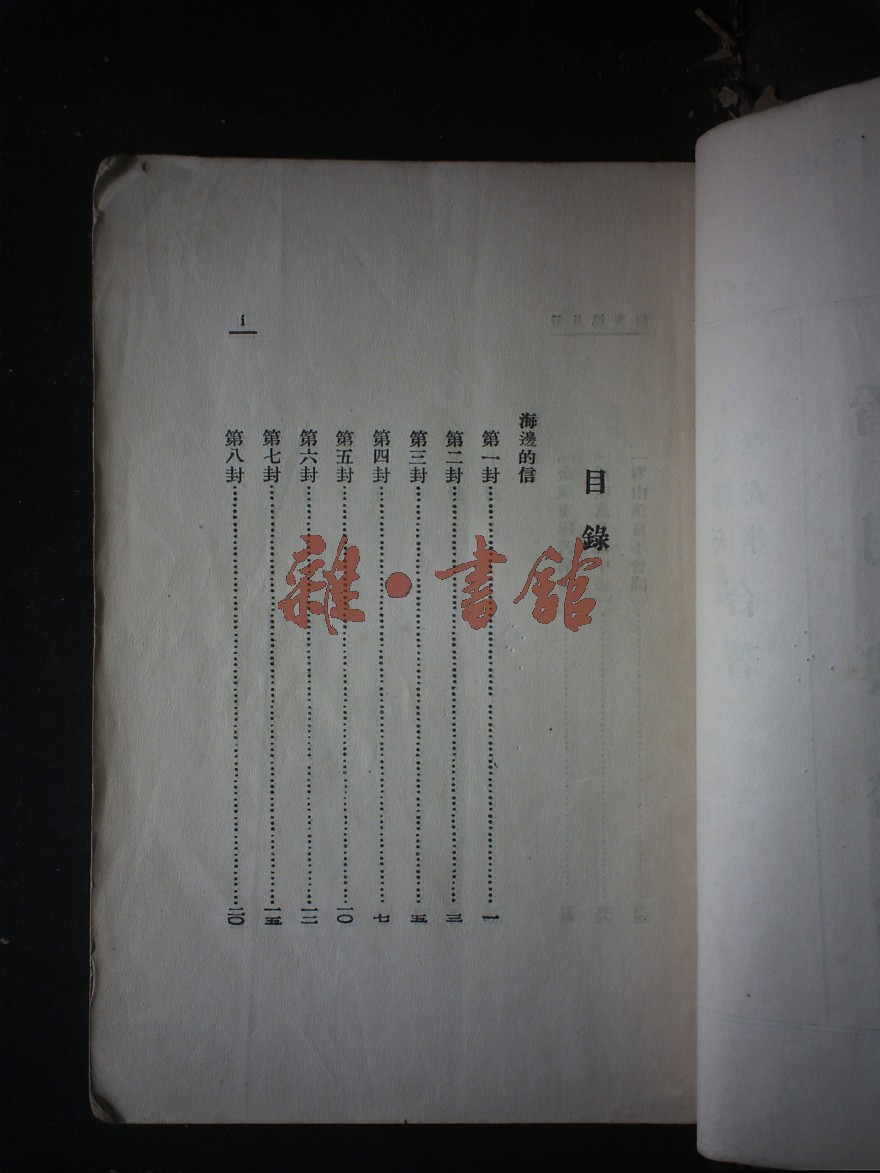 目錄
海邊的信
第一封……一
第二封……三
第三封……五
第四封……七
第五封……一〇
第六封……一二
第七封……一五
第八封……二〇
i
雜·書館